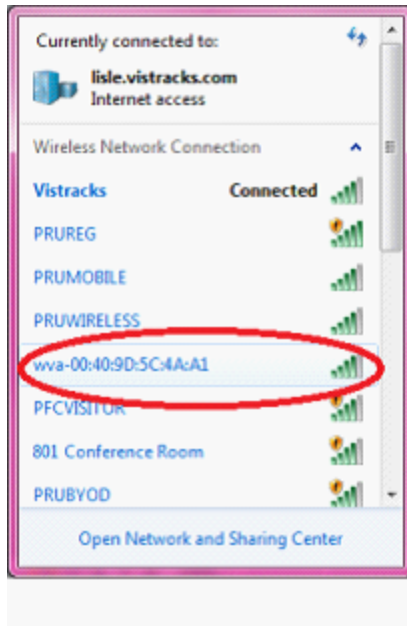 Currently connected to:
lisle.vistracks.com
Internet access
Wireless Network Connection
Vistracks Connected
PRUREG
PRUMOBILE
PRUWIRELESS
wva-00:40:9D:5C:4A:A1
PFCVISITOR
801 Conference Room
PRUBYOD
Open Network and Sharing Center